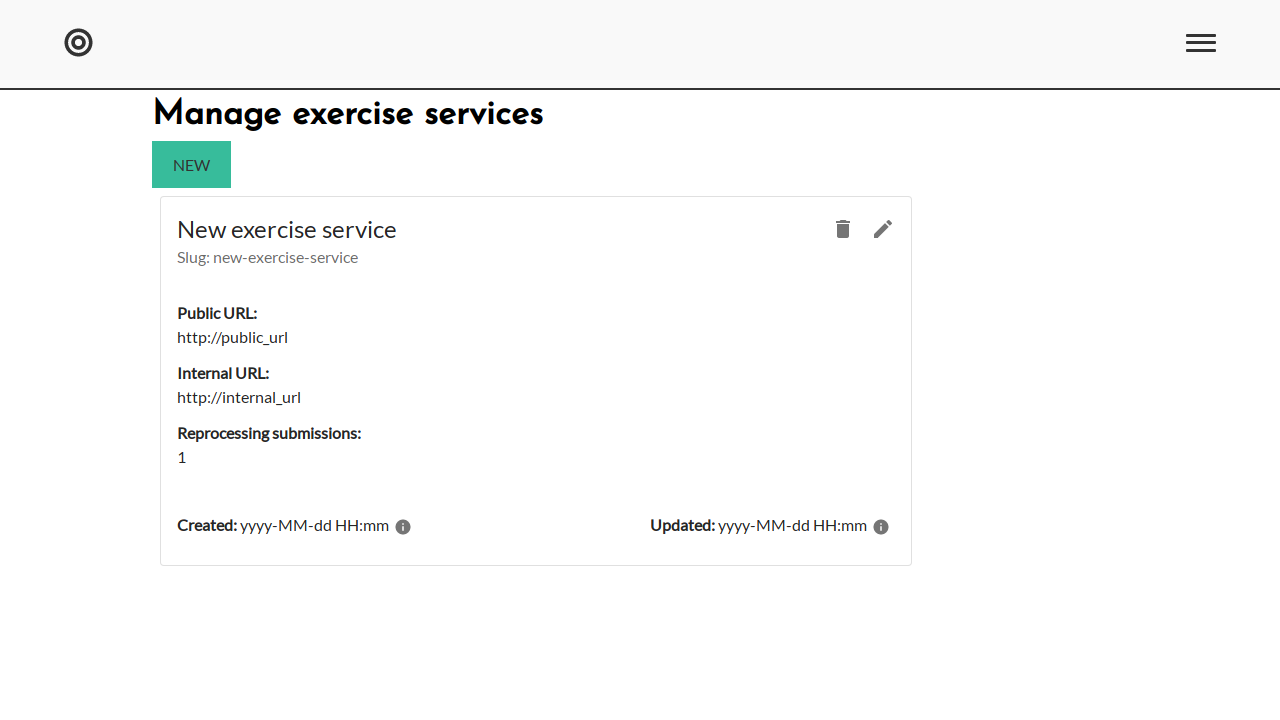 Manage exercise services
NEW
New exercise service
Slug: new-exercise-service
Public URL:
http://public_url
Internal URL:
http://internal_url
Reprocessing submissions:
1
Created: yyyy-MM-dd HH:mm
Updated: yyyy-MM-dd HH:mm